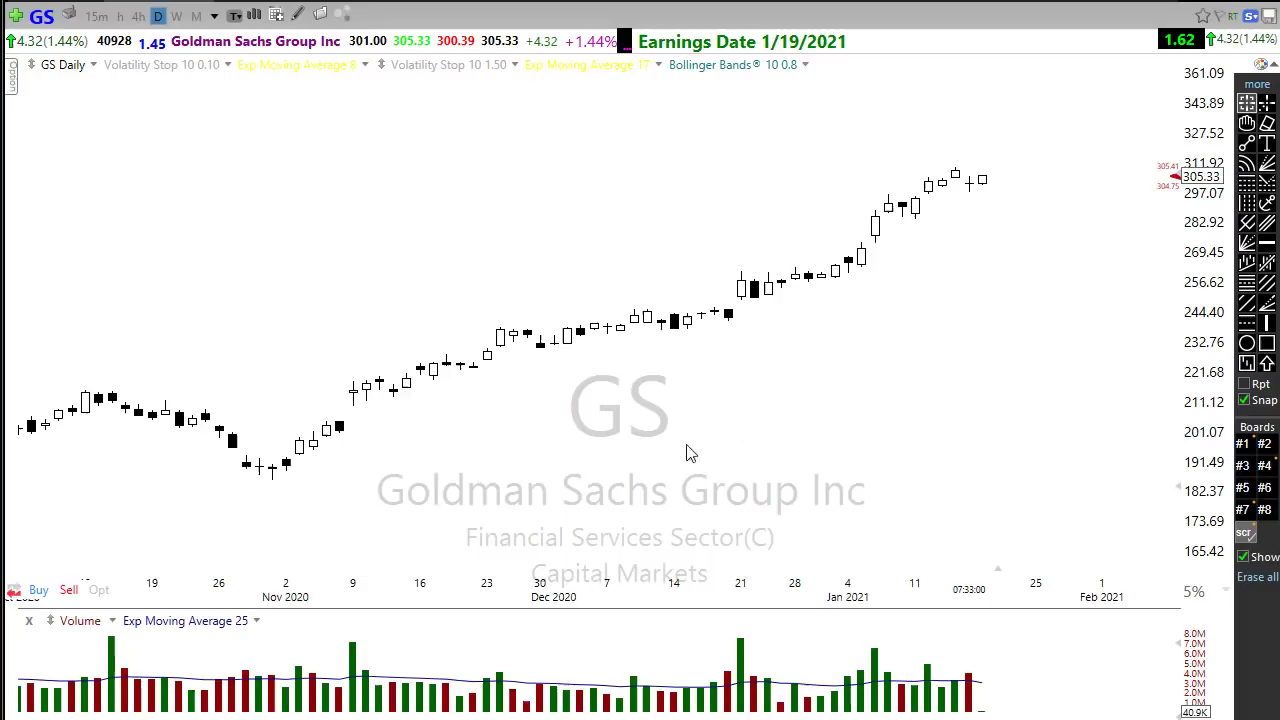 GS 15m h 4h D W M T RT S
4.32(1.44%) 40928 1.45 Goldman Sachs Group Inc 301.00 305.33 300.39 305.33 +4.32 +1.44% ... Earnings Date 1/19/2021 1.62 4.32(1.44%)
Option
GS Daily Volatility Stop 10 0.10 Exp Moving Average 8 Volatility Stop 10 1.50 Exp Moving Average 17 Bollinger Bands® 10 0.8
361.09
343.89
327.52
311.92
305.41
305.33
304.75
297.07
282.92
269.45
256.62
244.40
232.76
221.68
211.12
201.07
191.49
182.37
173.69
165.42
more
T
Rpt
Snap
Boards
#1 #2
#3 #4
#5 #6
#7 #8
scr
Show
Erase all
GS
Goldman Sachs Group Inc
Financial Services Sector(C)
Capital Markets
19 26 2 9 16 23 30 7 14 21 28 4 11 25 1
Buy Sell Opt 07:33:00 5%
2020 Nov 2020 Dec 2020 Jan 2021 Feb 2021
x Volume Exp Moving Average 25
8.0M
7.0M
6.0M
5.0M
4.0M
3.0M
2.0M
1.0M
40.9K